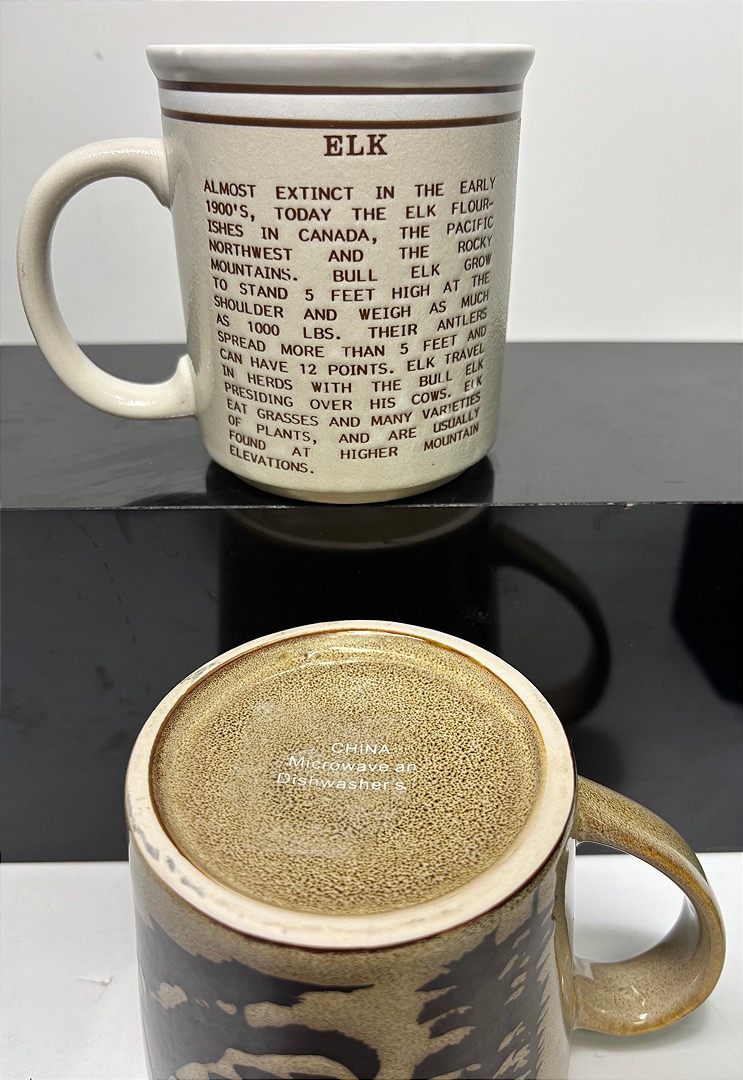 ELK
ALMOST EXTINCT IN THE EARLY
1900'S, TODAY THE ELK FLOUR-
ISHES IN CANADA, THE PACIFIC
NORTHWEST AND THE ROCKY
MOUNTAINS. BULL ELK GROW
TO STAND 5 FEET HIGH AT THE
SHOULDER AND WEIGH AS MUCH
AS 1000 LBS. THEIR ANTLERS
SPREAD MORE THAN 5 FEET AND
CAN HAVE 12 POINTS. ELK TRAVEL
IN HERDS WITH THE BULL ELK
PRESIDING OVER HIS COWS. ELK
EAT GRASSES AND MANY VARIETIES
OF PLANTS, AND ARE USUALLY
FOUND AT HIGHER MOUNTAIN
ELEVATIONS.
CHINA
Microwave an
Dishwasher s